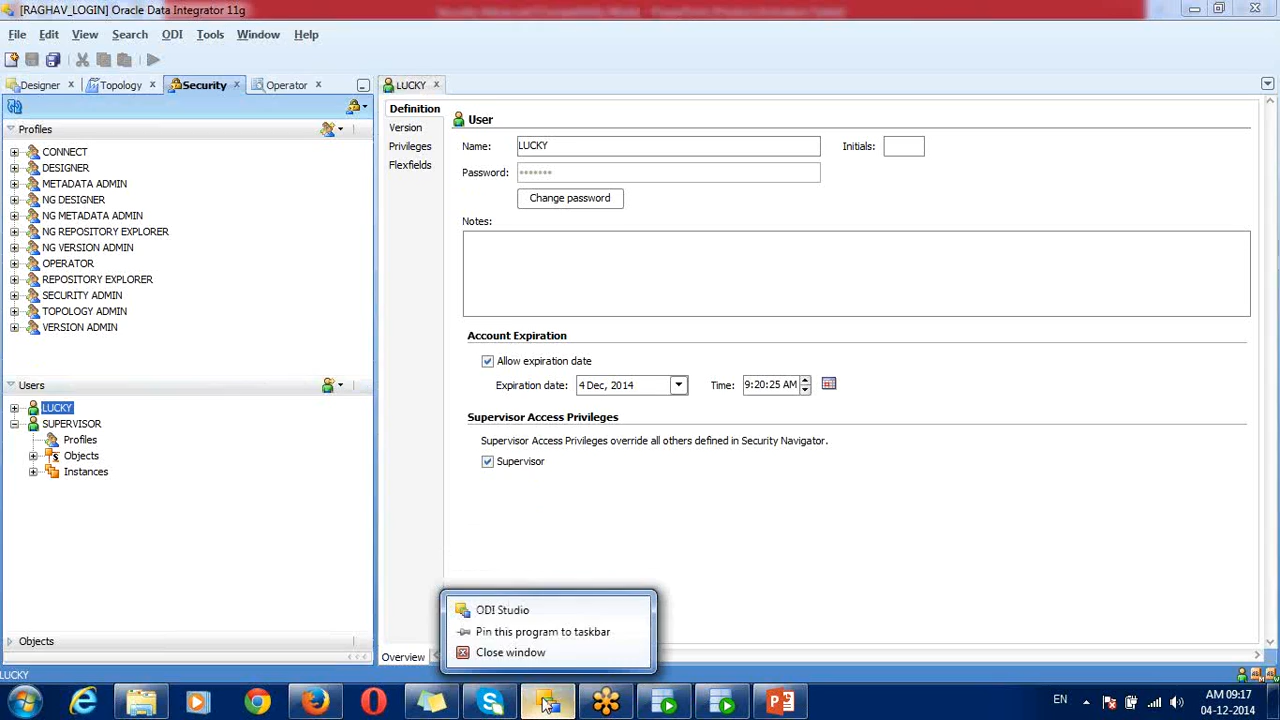 [RAGHAV_LOGIN] Oracle Data Integrator 11g
File Edit View Search ODI Tools Window Help
Designer Topology Security Operator
LUCKY
Profiles
CONNECT
DESIGNER
METADATA ADMIN
NG DESIGNER
NG METADATA ADMIN
NG REPOSITORY EXPLORER
NG VERSION ADMIN
OPERATOR
REPOSITORY EXPLORER
SECURITY ADMIN
TOPOLOGY ADMIN
VERSION ADMIN
Users
LUCKY
SUPERVISOR
Profiles
Objects
Instances
Objects
LUCKY
Definition
Version
Privileges
Flexfields
User
Name: LUCKY Initials:
Password: *******
Change password
Notes:
Account Expiration
Allow expiration date
Expiration date: 4 Dec, 2014 Time: 9:20:25 AM
Supervisor Access Privileges
Supervisor Access Privileges override all others defined in Security Navigator.
Supervisor
Overview
ODI Studio
Pin this program to taskbar
Close window
EN AM 09:17
04-12-2014